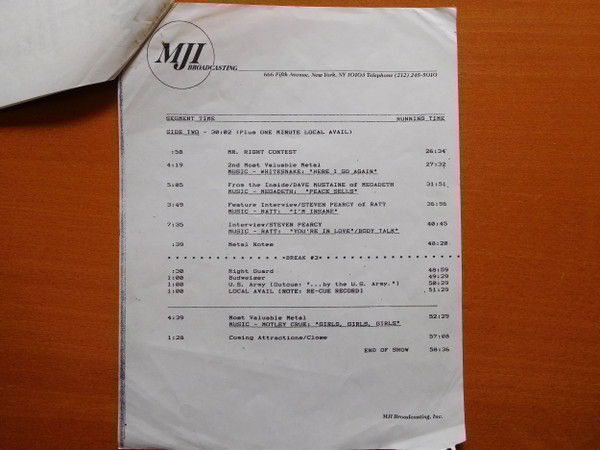 MJI
BROADCASTING
666 Fifth Avenue, New York, NY 10103 Telephone (212) 245-5010
SEGMENT TIME RUNNING TIME
SIDE TWO - 30:02 (Plus ONE MINUTE LOCAL AVAIL)
:58 MR. RIGHT CONTEST 26:34
4:19 2nd Most Valuable Metal 27:32
MUSIC - WHITESNAKE: "HERE I GO AGAIN"
5:05 From the Inside/DAVE MUSTAINE of MEGADETH 31:51
MUSIC - MEGADETH: "PEACE SELLS"
3:49 Feature Interview/STEVEN PEARCY of RATT 36:56
MUSIC - RATT: "I'M INSANE"
7:35 Interview/STEVEN PEARCY 40:45
MUSIC - RATT: "YOU'RE IN LOVE"/BODY TALK"
:39 Metal Notes 48:20
* * * * * * * * * * * * * * *BREAK #3* * * * * * * * * * * * * * * * *
:30 Right Guard 48:59
1:00 Budweiser 49:29
1:00 U.S. Army (Outcue: "...by the U.S. Army.") 50:29
1:00 LOCAL AVAIL (NOTE: RE-CUE RECORD) 51:29
4:39 Most Valuable Metal 52:29
MUSIC - MOTLEY CRUE: "GIRLS, GIRLS, GIRLS"
1:28 Coming Attractions/Close 57:08
END OF SHOW 58:36
MJI Broadcasting, Inc.